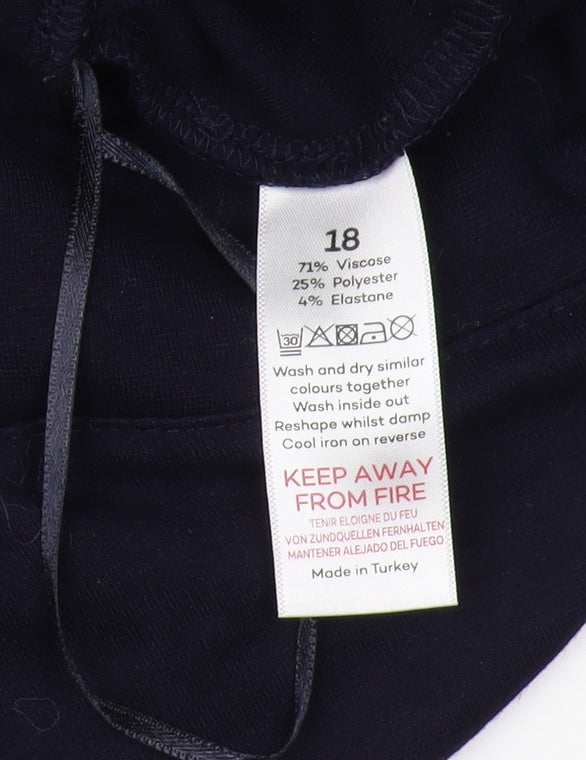 18
71% Viscose
25% Polyester
4% Elastane
30
Wash and dry similar
colours together
Wash inside out
Reshape whilst damp
Cool iron on reverse
KEEP AWAY
FROM FIRE
TENIR ELOIGNE DU FEU
VON ZUNDQUELLEN FERNHALTEN
MANTENER ALEJADO DEL FUEGO
Made in Turkey